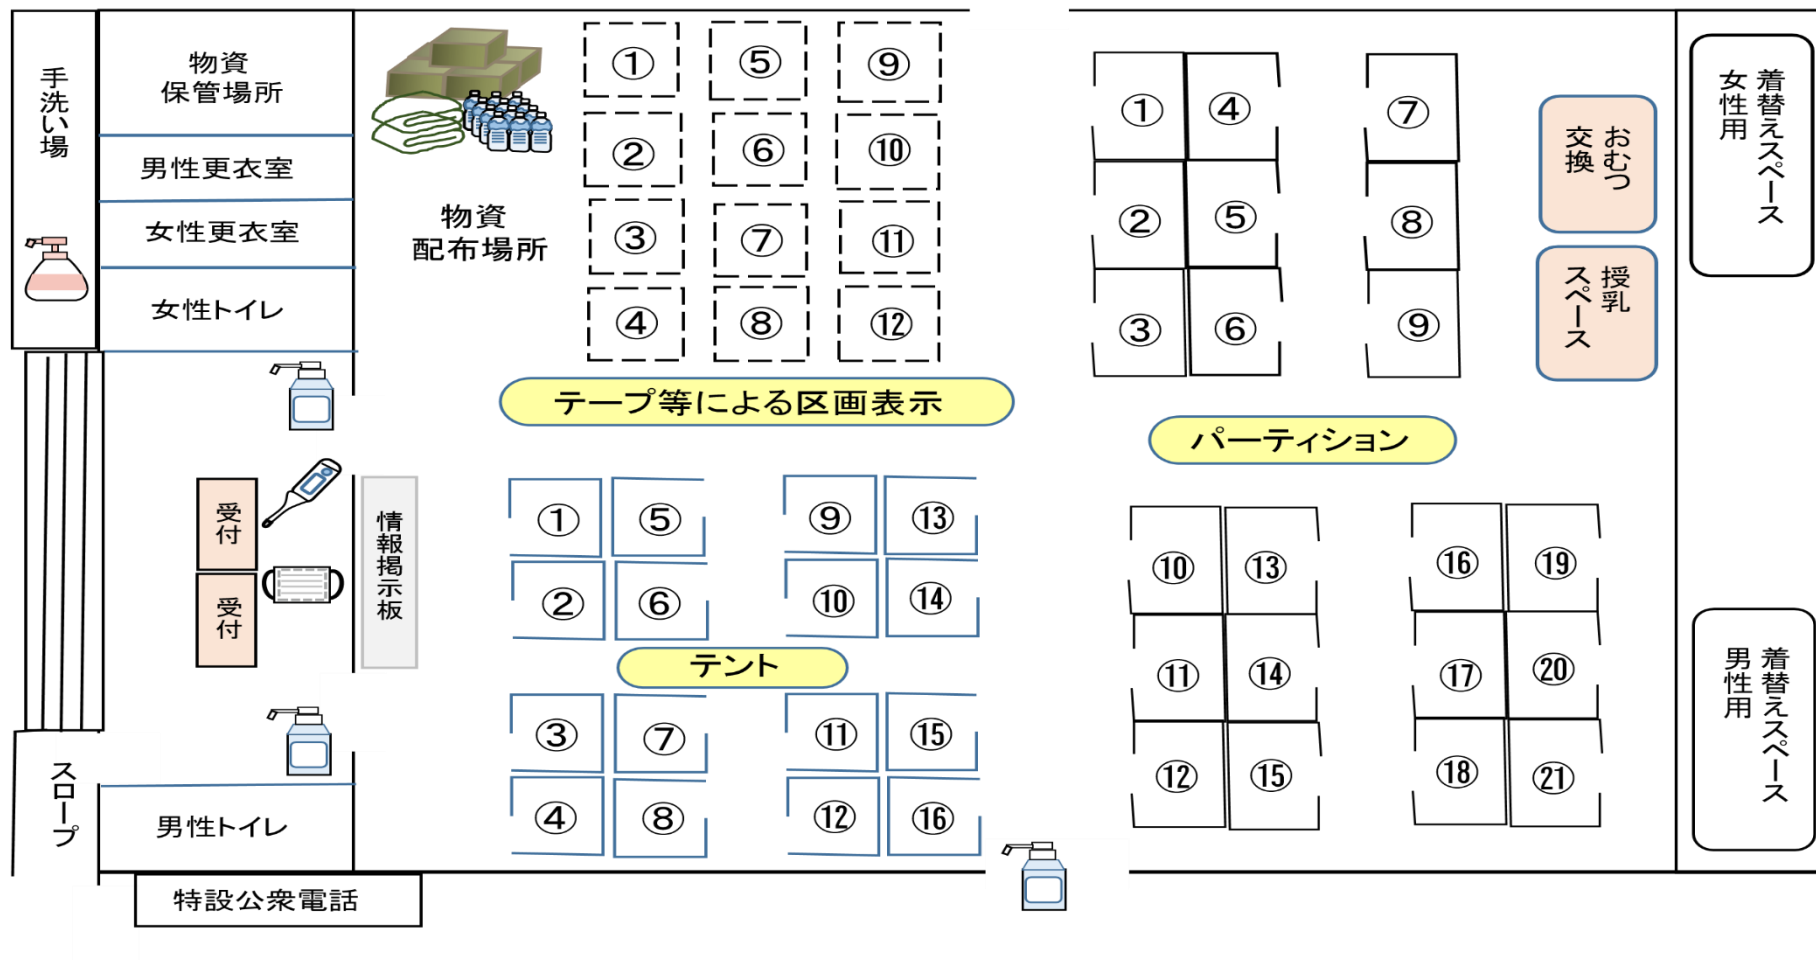 手洗い場
物資
保管場所
男性更衣室
女性更衣室
女性トイレ
物資
配布場所
①
⑤
⑨
②
⑥
⑩
③
⑦
⑪
④
⑧
⑫
テープ等による区画表示
①
④
⑦
②
⑤
⑧
③
⑥
⑨
パーティション
おむつ
交換
授乳
スペース
着替えスペース
女性用
受付
受付
情報掲示板
①
⑤
⑨
⑬
②
⑥
⑩
⑭
テント
③
⑦
⑪
⑮
④
⑧
⑫
⑯
⑩
⑬
⑯
⑲
⑪
⑭
⑰
⑳
⑫
⑮
⑱
㉑
着替えスペース
男性用
スロープ
男性トイレ
特設公衆電話